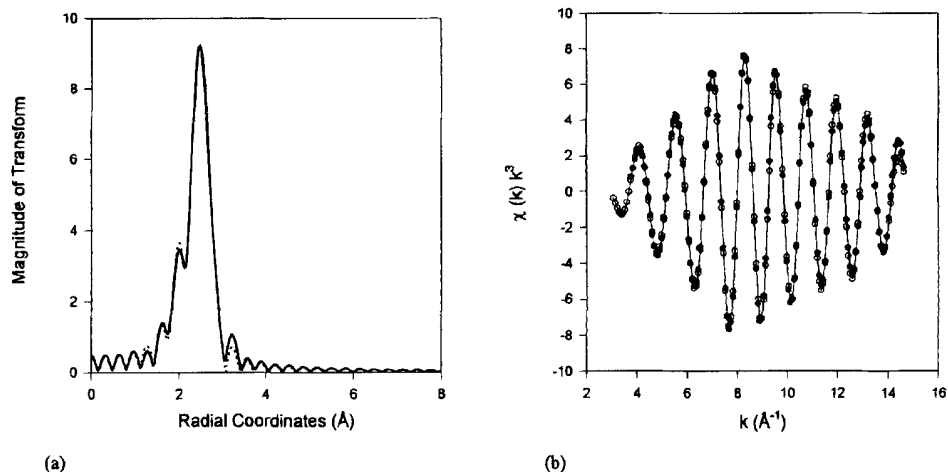 10
8
6
4
2
0
Magnitude of Transform
0 2 4 6 8
Radial Coordinates (Å)
(a)
10
8
6
4
2
0
-2
-4
-6
-8
-10
χ (k) k³
2 4 6 8 10 12 14 16
k (Å⁻¹)
(b)